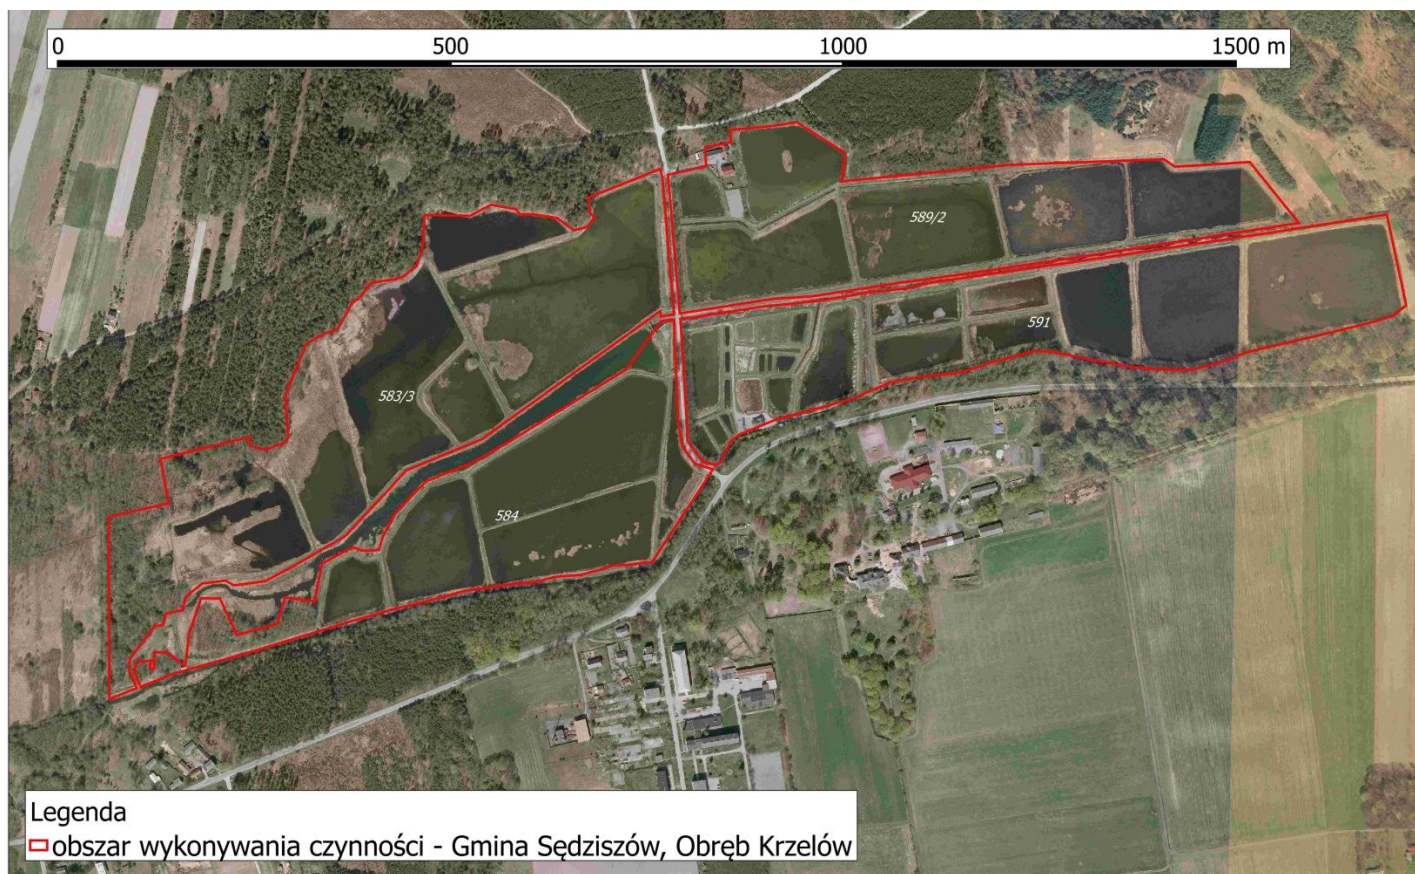 0 500 1000 1500 m
589/2
591
583/3
584
Legenda
obszar wykonywania czynności - Gmina Sędziszów, Obręb Krzelów